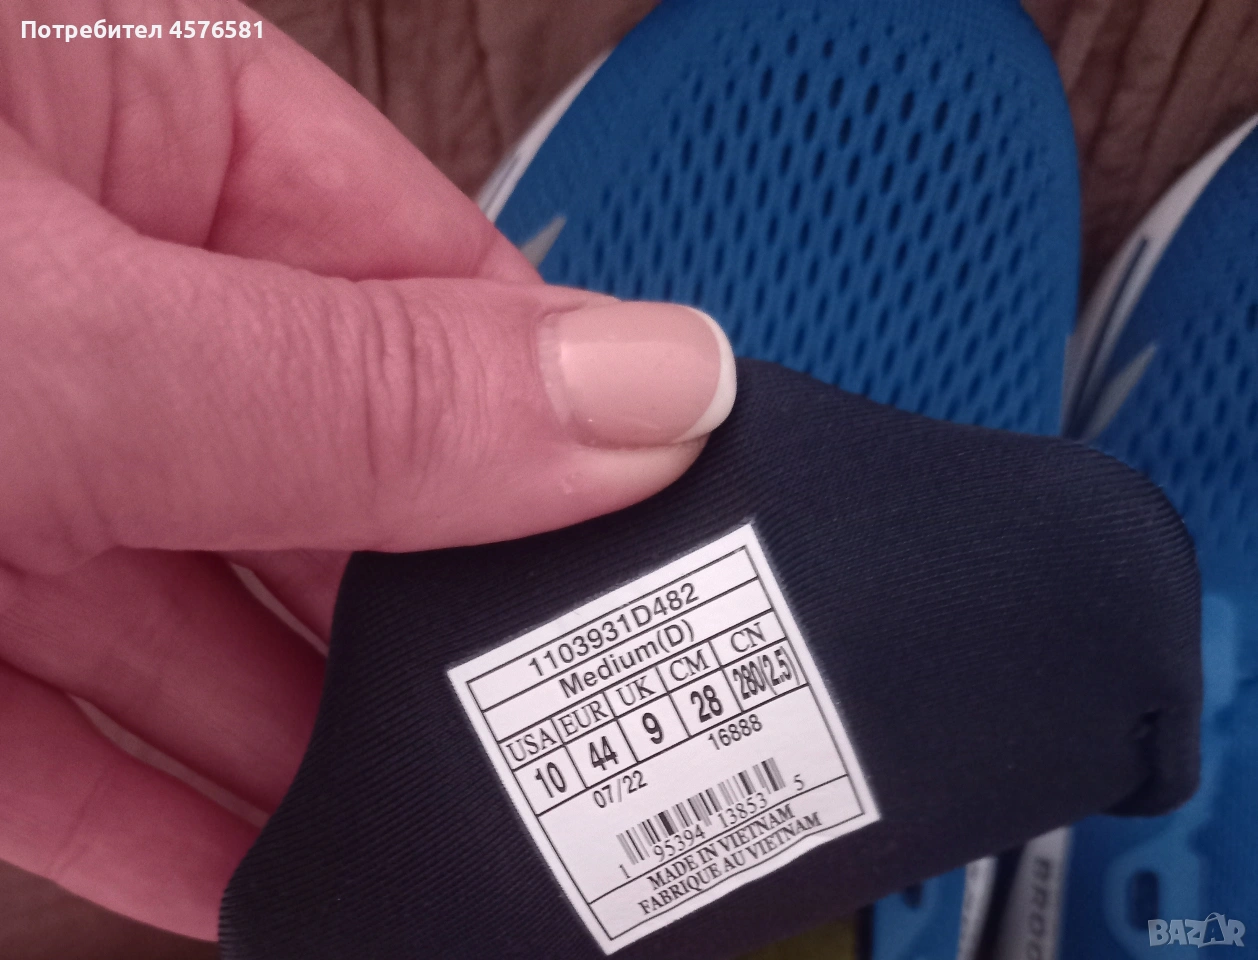 Потребител 4576581
1103931D482
Medium(D)
USA EUR UK CM CN
10 44 9 28 280(2.5)
07/22 16888
1 95394 13853 5
MADE IN VIETNAM
FABRIQUE AU VIETNAM
BAZAR